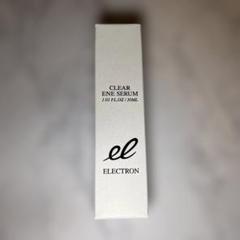 CLEAR
ENE SERUM
1.01 FL.OZ / 30ML
el
ELECTRON